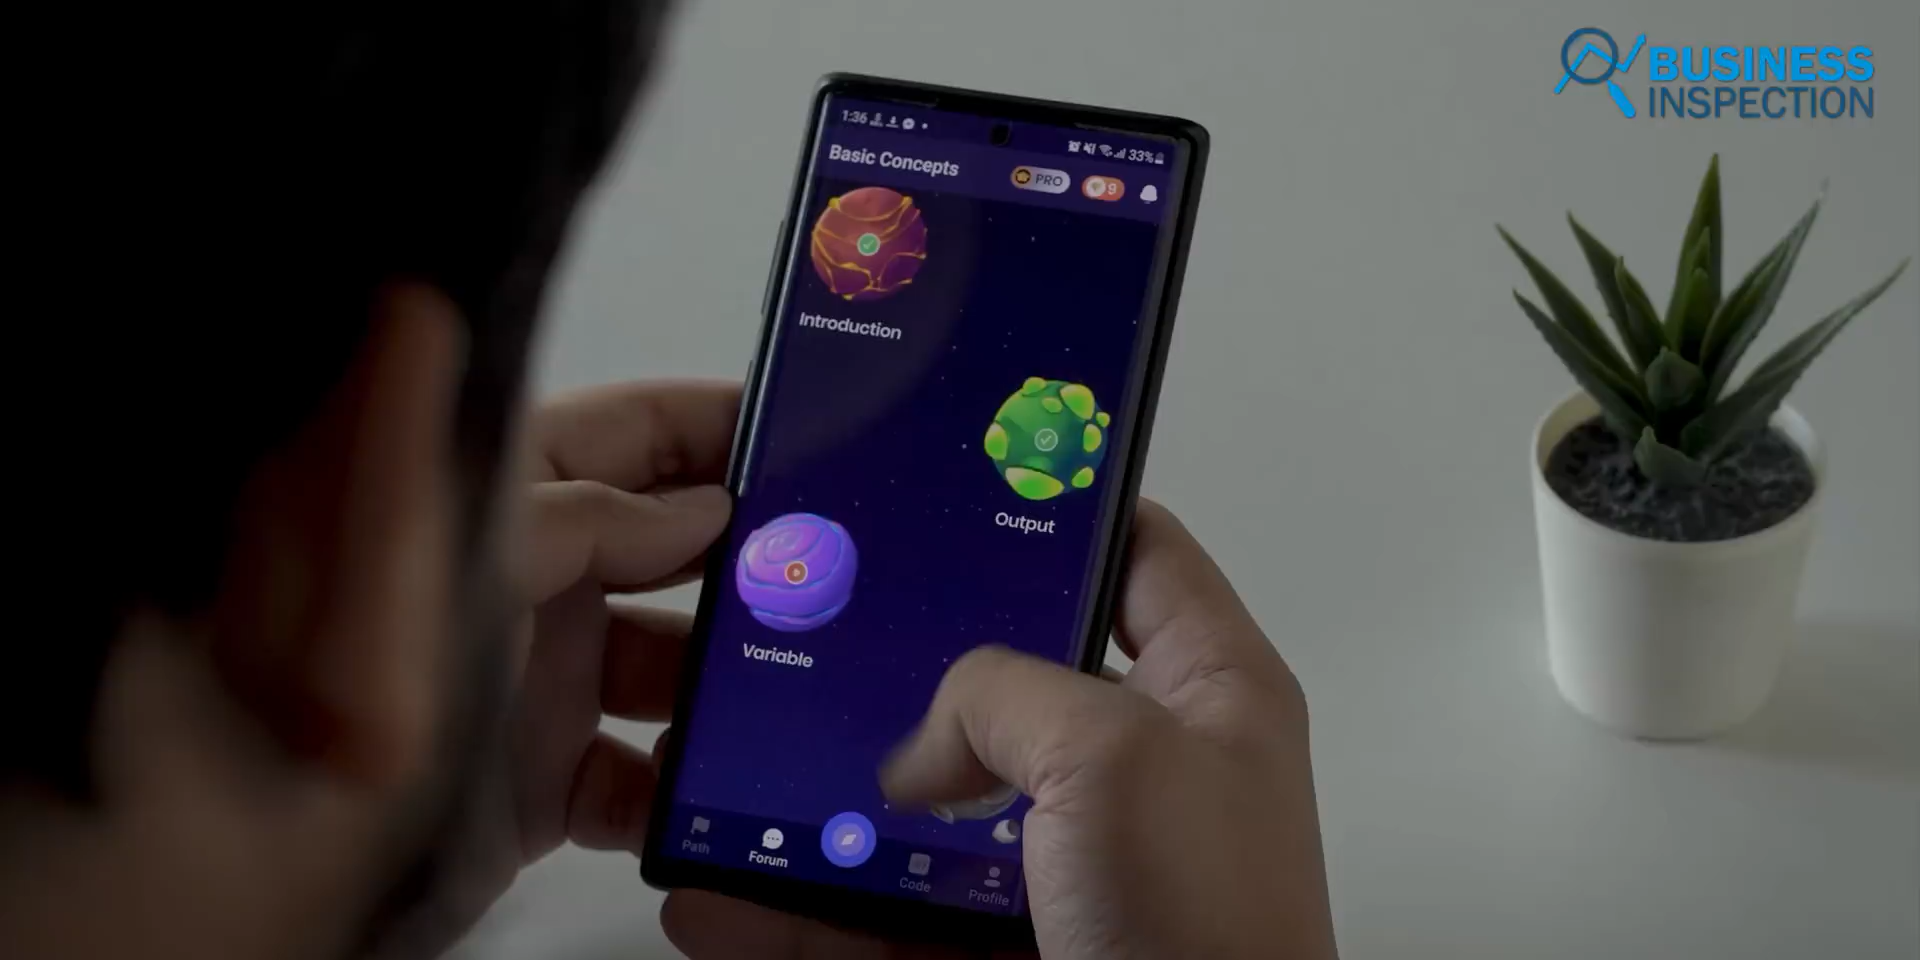 BUSINESS
INSPECTION
1:36
33%
Basic Concepts
PRO
9
Introduction
Output
Variable
Path
Forum
Code
Profile